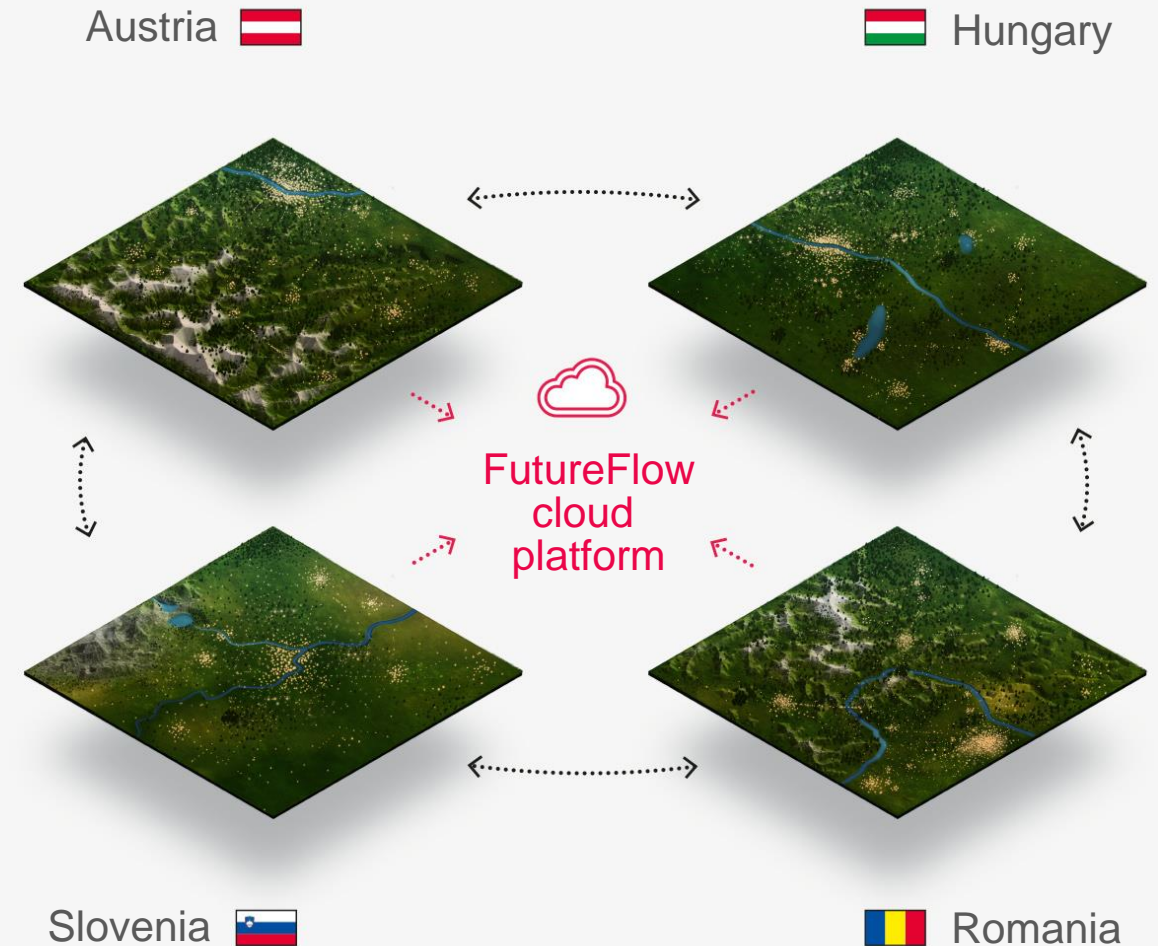 Austria
Hungary
FutureFlow
cloud
platform
Slovenia
Romania